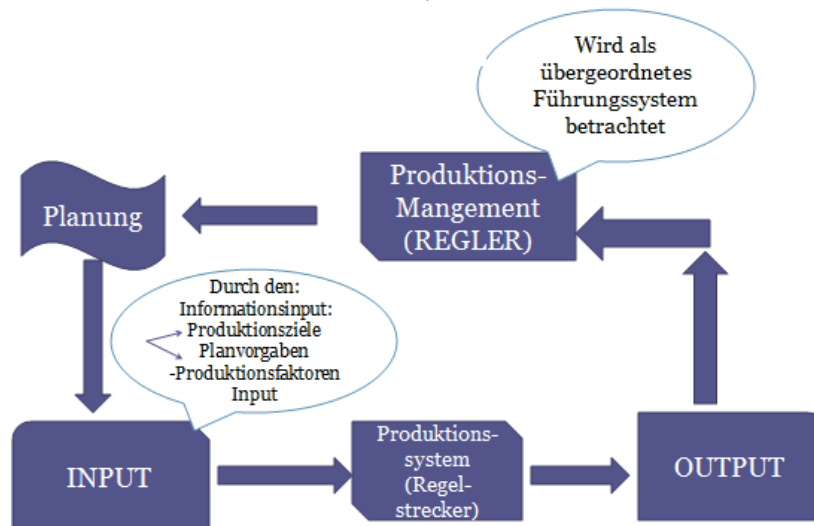 Wird als
übergeordnetes
Führungssystem
betrachtet
Produktions-
Mangement
(REGLER)
Planung
Durch den:
Informationsinput:
Produktionsziele
Planvorgaben
-Produktionsfaktoren
Input
INPUT
Produktions-
system
(Regel-
strecker)
OUTPUT